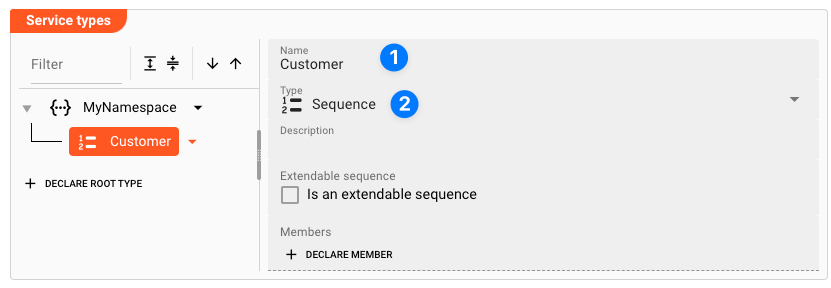 Service types
Filter
MyNamespace
Customer
DECLARE ROOT TYPE
Name
Customer
1
Type
Sequence
2
Description
Extendable sequence
Is an extendable sequence
Members
DECLARE MEMBER